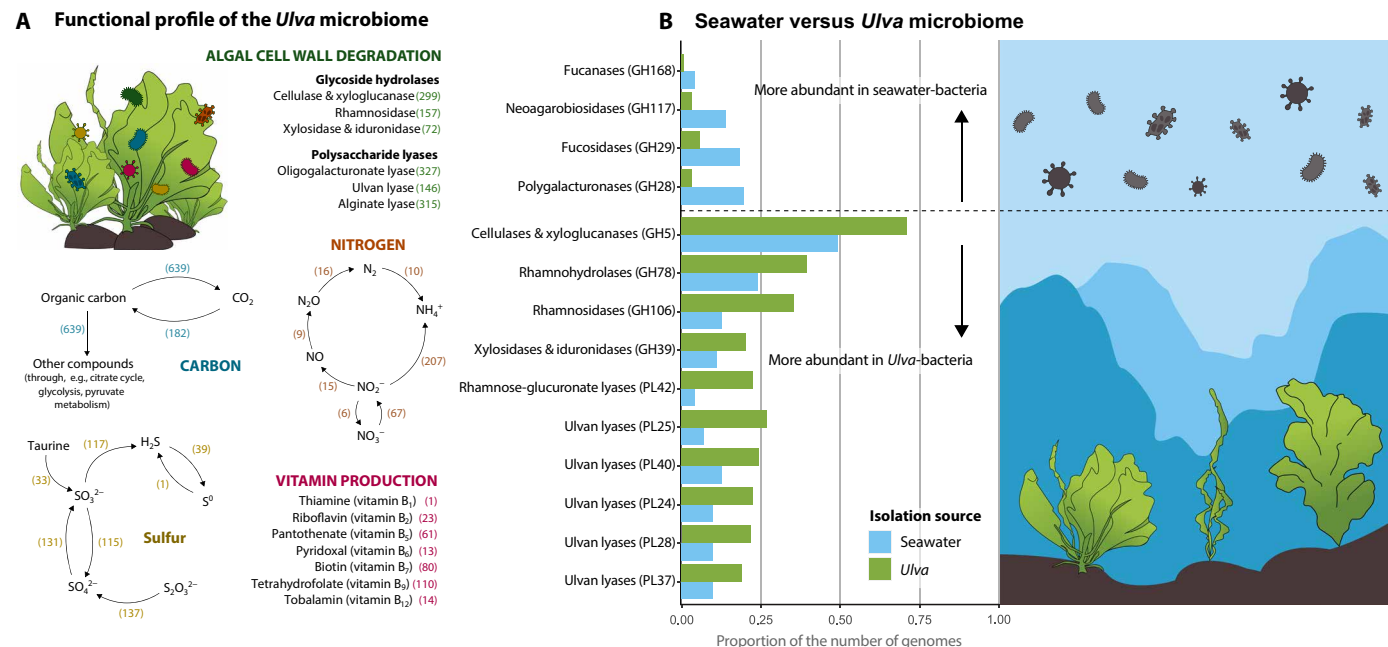 A Functional profile of the Ulva microbiome
ALGAL CELL WALL DEGRADATION
Glycoside hydrolases
Cellulase & xyloglucanase (299)
Rhamnosidase (157)
Xylosidase & iduronidase (72)
Polysaccharide lyases
Oligogalacturonate lyase (327)
Ulvan lyase (146)
Alginate lyase (315)
(639)
Organic carbon
CO₂
(182)
(639)
Other compounds
(through, e.g., citrate cycle,
glycolysis, pyruvate
metabolism)
CARBON
NITROGEN
(16)
N₂
(10)
N₂O
NH₄⁺
(9)
NO
(207)
(15)
NO₂⁻
(6)
(67)
NO₃⁻
Taurine
(117)
H₂S
(39)
(33)
(1)
SO₃²⁻
S⁰
(131)
(115)
Sulfur
SO₄²⁻
S₂O₃²⁻
(137)
VITAMIN PRODUCTION
Thiamine (vitamin B₁) (1)
Riboflavin (vitamin B₂) (23)
Pantothenate (vitamin B₅) (61)
Pyridoxal (vitamin B₆) (13)
Biotin (vitamin B₇) (80)
Tetrahydrofolate (vitamin B₉) (110)
Tobalamin (vitamin B₁₂) (14)
B Seawater versus Ulva microbiome
Fucanases (GH168)
Neoagarobiosidases (GH117)
Fucosidases (GH29)
Polygalacturonases (GH28)
Cellulases & xyloglucanases (GH5)
Rhamnohydrolases (GH78)
Rhamnosidases (GH106)
Xylosidases & iduronidases (GH39)
Rhamnose-glucuronate lyases (PL42)
Ulvan lyases (PL25)
Ulvan lyases (PL40)
Ulvan lyases (PL24)
Ulvan lyases (PL28)
Ulvan lyases (PL37)
More abundant in seawater-bacteria
More abundant in Ulva-bacteria
Isolation source
Seawater
Ulva
0.00 0.25 0.50 0.75 1.00
Proportion of the number of genomes